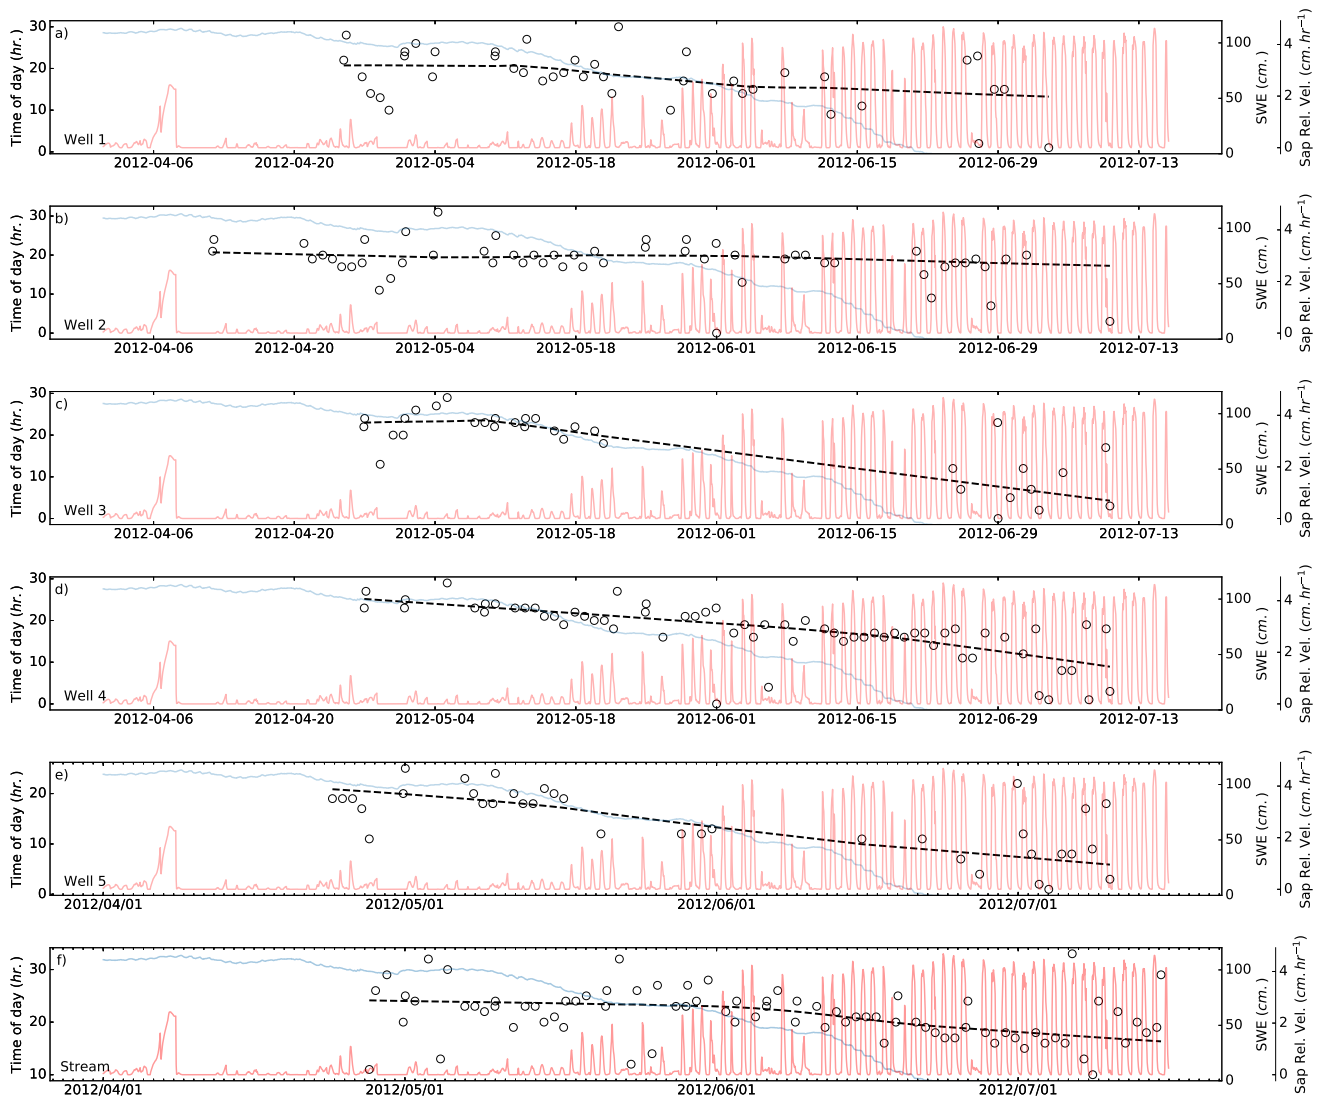 a)
Well 1
Time of day (hr. )
30
20
10
0
2012-04-06 2012-04-20 2012-05-04 2012-05-18 2012-06-01 2012-06-15 2012-06-29 2012-07-13
100
50
0
SWE (cm. )
4
2
0
Sap Rel. Vel. (cm. hr⁻¹)
b)
Well 2
Time of day (hr. )
30
20
10
0
2012-04-06 2012-04-20 2012-05-04 2012-05-18 2012-06-01 2012-06-15 2012-06-29 2012-07-13
100
50
0
SWE (cm. )
4
2
0
Sap Rel. Vel. (cm. hr⁻¹)
c)
Well 3
Time of day (hr. )
30
20
10
0
2012-04-06 2012-04-20 2012-05-04 2012-05-18 2012-06-01 2012-06-15 2012-06-29 2012-07-13
100
50
0
SWE (cm. )
4
2
0
Sap Rel. Vel. (cm. hr⁻¹)
d)
Well 4
Time of day (hr. )
30
20
10
0
2012-04-06 2012-04-20 2012-05-04 2012-05-18 2012-06-01 2012-06-15 2012-06-29 2012-07-13
100
50
0
SWE (cm. )
4
2
0
Sap Rel. Vel. (cm. hr⁻¹)
e)
Well 5
Time of day (hr. )
20
10
0
2012/04/01 2012/05/01 2012/06/01 2012/07/01
100
50
0
SWE (cm. )
4
2
0
Sap Rel. Vel. (cm. hr⁻¹)
f)
Stream
Time of day (hr. )
30
20
10
2012/04/01 2012/05/01 2012/06/01 2012/07/01
100
50
0
SWE (cm. )
4
2
0
Sap Rel. Vel. (cm. hr⁻¹)